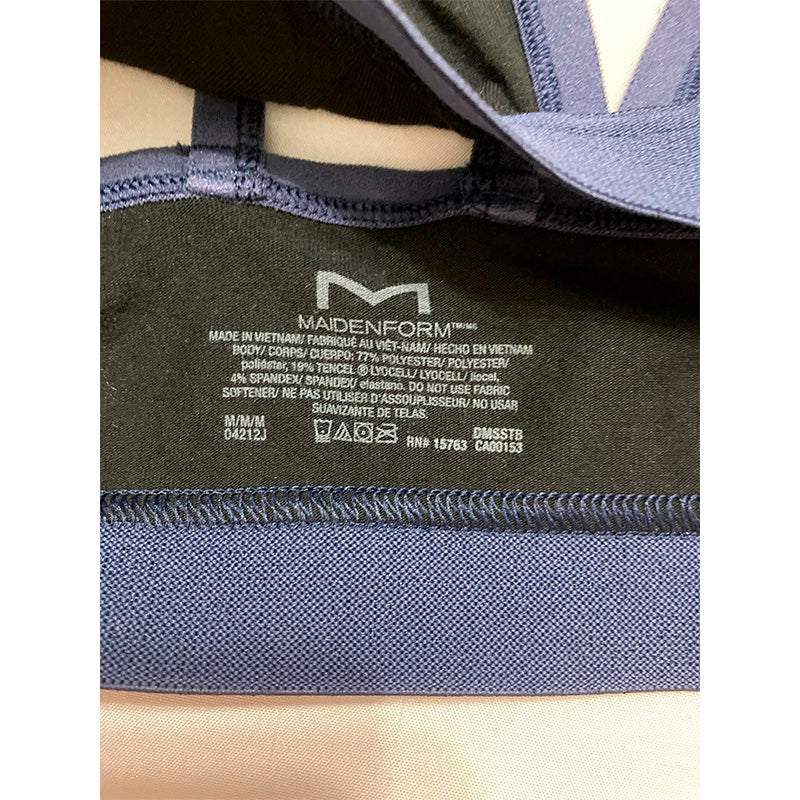 MAIDENFORM™/MC
MADE IN VIETNAM/ FABRIQUÉ AU VIÊT-NAM/ HECHO EN VIETNAM
BODY/ CORPS/ CUERPO: 77% POLYESTER/ POLYESTER/
poliéster, 19% TENCEL ® LYOCELL/ LYOCELL/ liocel,
4% SPANDEX/ SPANDEX/ elastano. DO NOT USE FABRIC
SOFTENER/ NE PAS UTILISER D'ASSOUPLISSEUR/ NO USAR
SUAVIZANTE DE TELAS.
M/M/M
04212J
RN# 15763
DMSSTB
CA00153